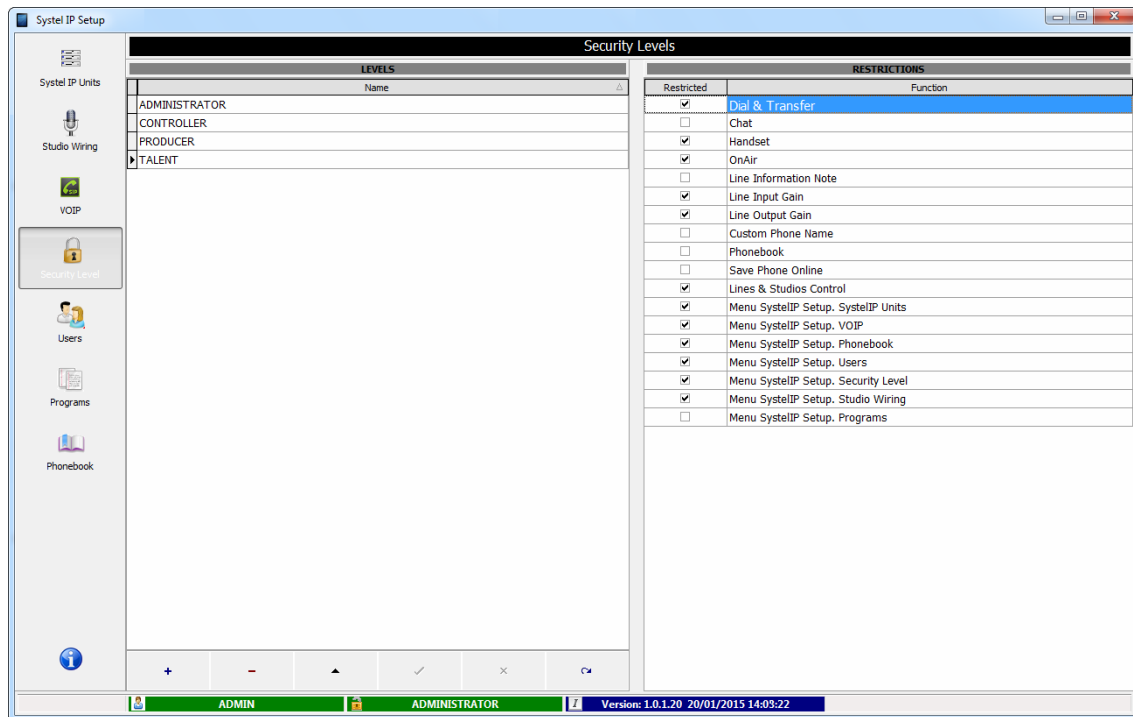 Systel IP Setup
Security Levels
Systel IP Units
Studio Wiring
SIP
VOIP
Security Level
Users
Programs
Phonebook
LEVELS
Name
ADMINISTRATOR
CONTROLLER
PRODUCER
TALENT
RESTRICTIONS
Restricted Function
Dial & Transfer
Chat
Handset
OnAir
Line Information Note
Line Input Gain
Line Output Gain
Custom Phone Name
Phonebook
Save Phone Online
Lines & Studios Control
Menu SystelIP Setup. SystelIP Units
Menu SystelIP Setup. VOIP
Menu SystelIP Setup. Phonebook
Menu SystelIP Setup. Users
Menu SystelIP Setup. Security Level
Menu SystelIP Setup. Studio Wiring
Menu SystelIP Setup. Programs
ADMIN ADMINISTRATOR Version: 1.0.1.20 20/01/2015 14:03:22